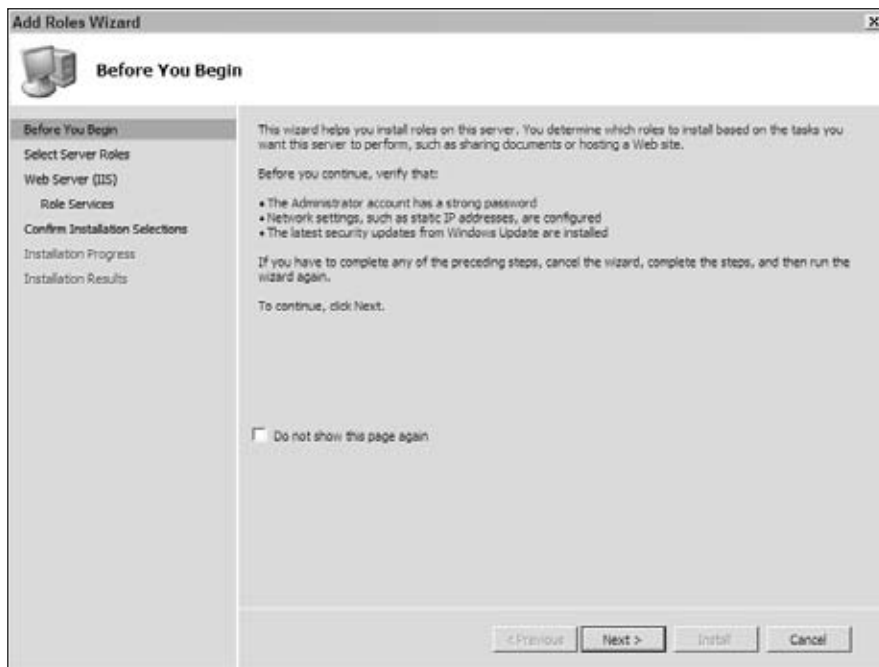 Add Roles Wizard
Before You Begin
Before You Begin
Select Server Roles
Web Server (IIS)
Role Services
Confirm Installation Selections
Installation Progress
Installation Results
This wizard helps you install roles on this server. You determine which roles to install based on the tasks you
want this server to perform, such as sharing documents or hosting a Web site.
Before you continue, verify that:
• The Administrator account has a strong password
• Network settings, such as static IP addresses, are configured
• The latest security updates from Windows Update are installed
If you have to complete any of the preceding steps, cancel the wizard, complete the steps, and then run the
wizard again.
To continue, click Next.
Do not show this page again
< Previous
Next >
Install
Cancel